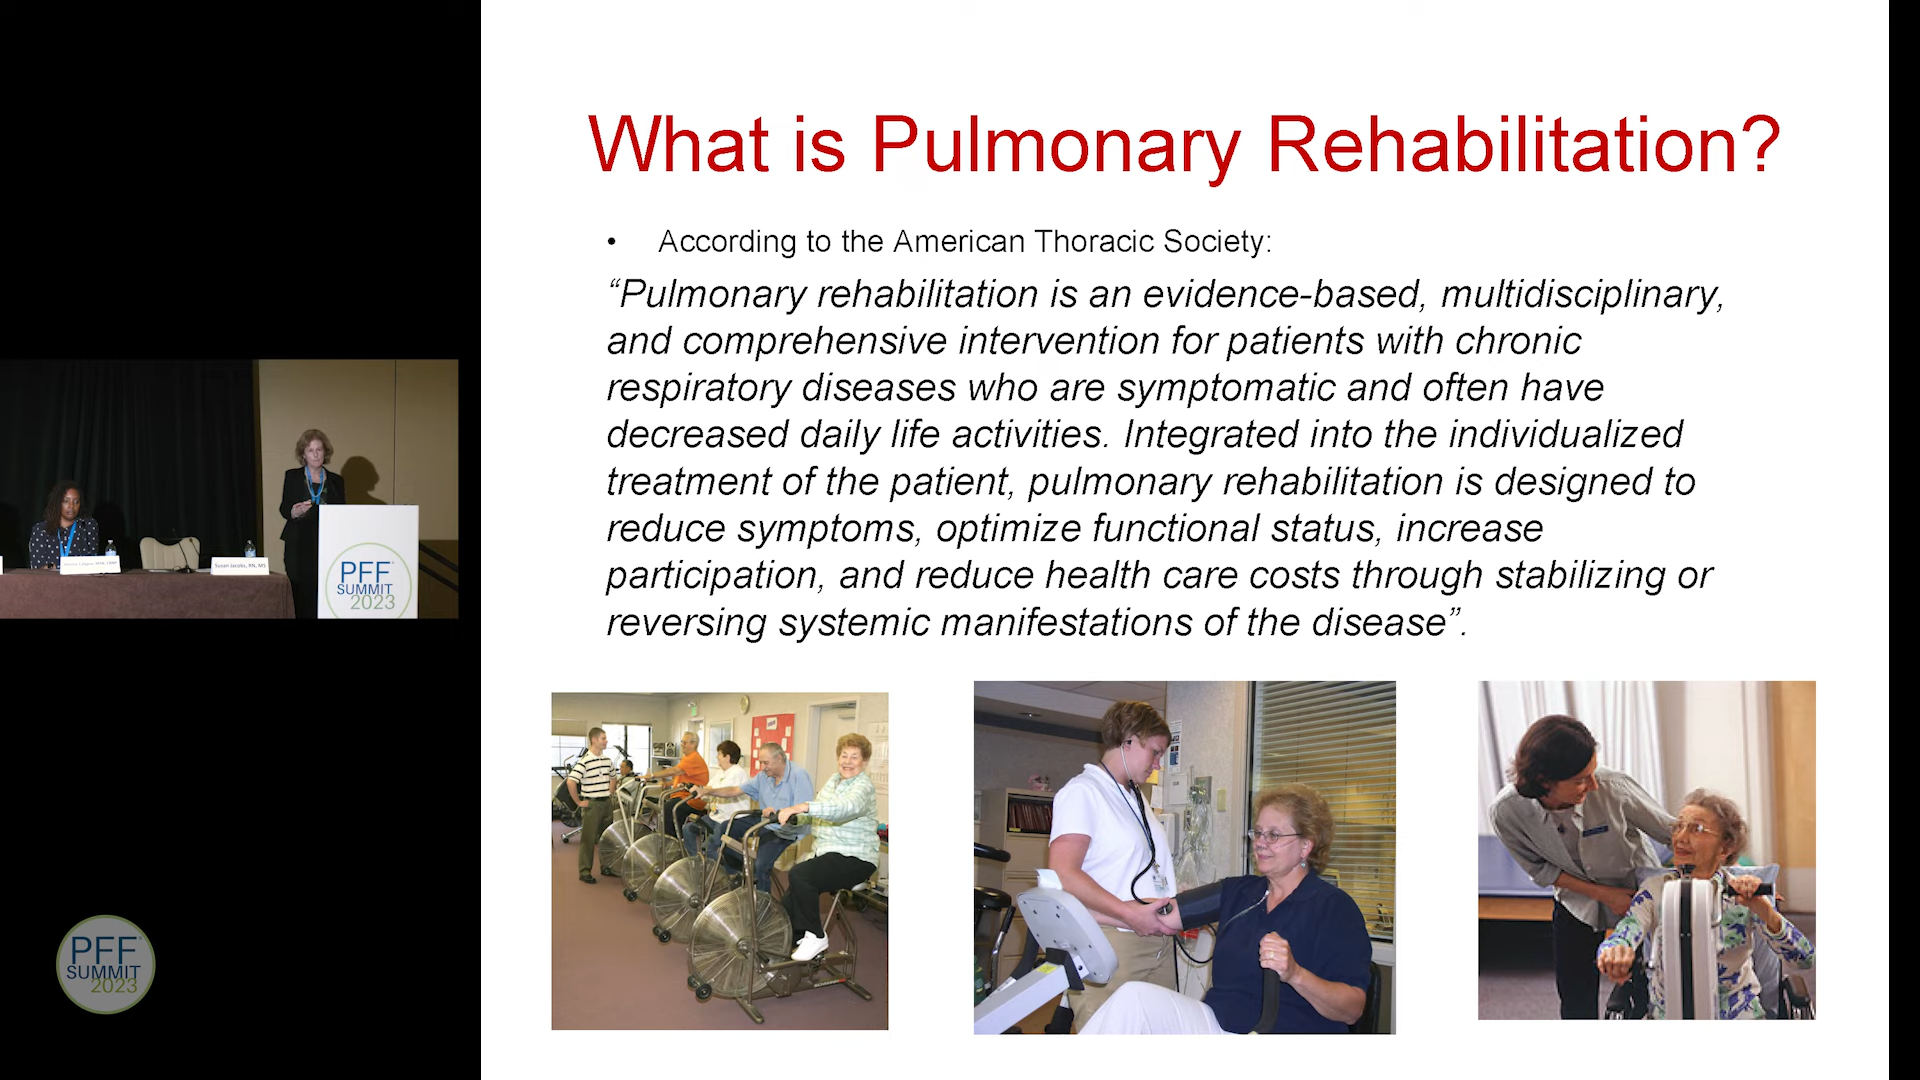 What is Pulmonary Rehabilitation?
• According to the American Thoracic Society:
“Pulmonary rehabilitation is an evidence-based, multidisciplinary,
and comprehensive intervention for patients with chronic
respiratory diseases who are symptomatic and often have
decreased daily life activities. Integrated into the individualized
treatment of the patient, pulmonary rehabilitation is designed to
reduce symptoms, optimize functional status, increase
participation, and reduce health care costs through stabilizing or
reversing systemic manifestations of the disease”.
Susan Jacobs, RN, MS
PFF
SUMMIT
2023
PFF
SUMMIT
2023